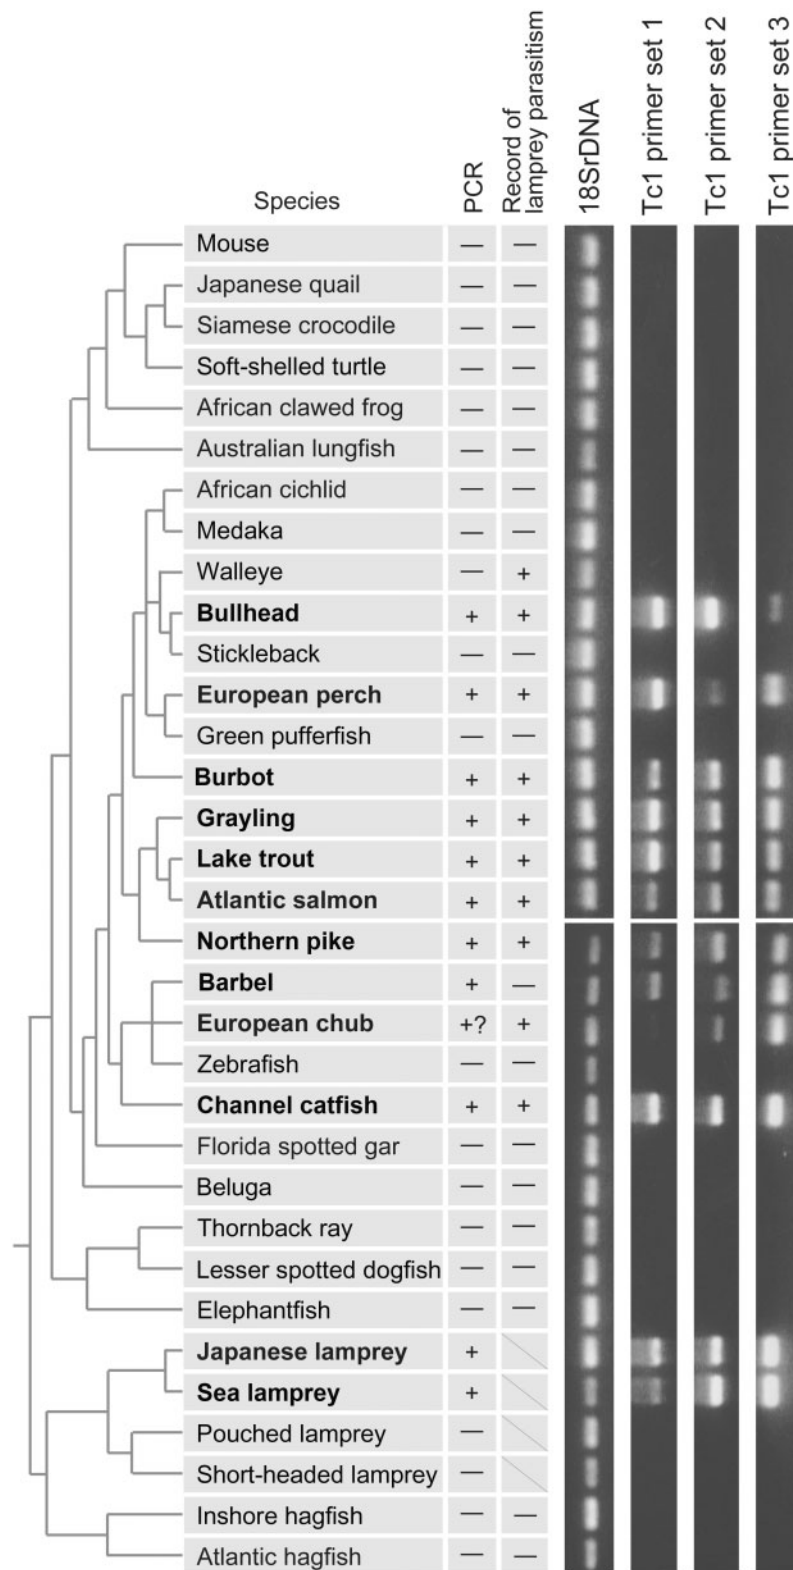 Species PCR Record of lamprey parasitism 18SrDNA Tc1 primer set 1 Tc1 primer set 2 Tc1 primer set 3
Mouse — —
Japanese quail — —
Siamese crocodile — —
Soft-shelled turtle — —
African clawed frog — —
Australian lungfish — —
African cichlid — —
Medaka — —
Walleye — +
Bullhead + +
Stickleback — —
European perch + +
Green pufferfish — —
Burbot + +
Grayling + +
Lake trout + +
Atlantic salmon + +
Northern pike + +
Barbel + —
European chub +? +
Zebrafish — —
Channel catfish + +
Florida spotted gar — —
Beluga — —
Thornback ray — —
Lesser spotted dogfish — —
Elephantfish — —
Japanese lamprey +
Sea lamprey +
Pouched lamprey —
Short-headed lamprey —
Inshore hagfish — —
Atlantic hagfish — —